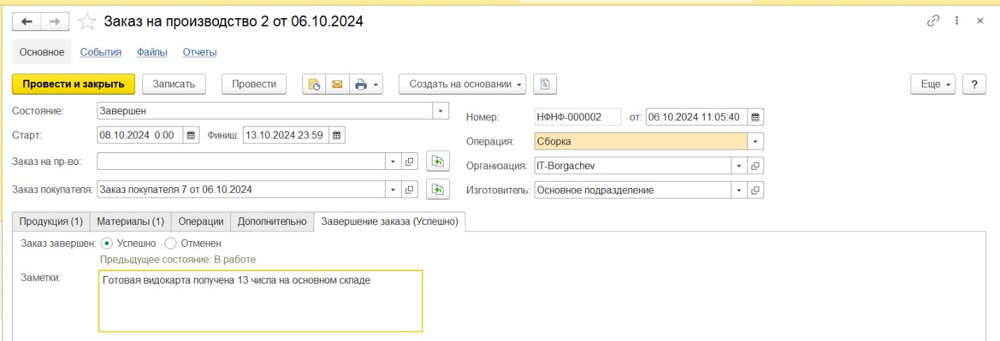 Заказ на производство 2 от 06.10.2024
Основное События Файлы Отчеты
Провести и закрыть Записать Провести Создать на основании Еще ?
Состояние: Завершен
Номер: НФНФ-000002 от: 06.10.2024 11:05:40
Старт: 08.10.2024 0:00 Финиш: 13.10.2024 23:59
Операция: Сборка
Заказ на пр-во:
Организация: IT-Borgachev
Заказ покупателя: Заказ покупателя 7 от 06.10.2024
Изготовитель: Основное подразделение
Продукция (1) Материалы (1) Операции Дополнительно Завершение заказа (Успешно)
Заказ завершен: Успешно Отменен
Предыдущее состояние: В работе
Заметки: Готовая видокарта получена 13 числа на основном складе